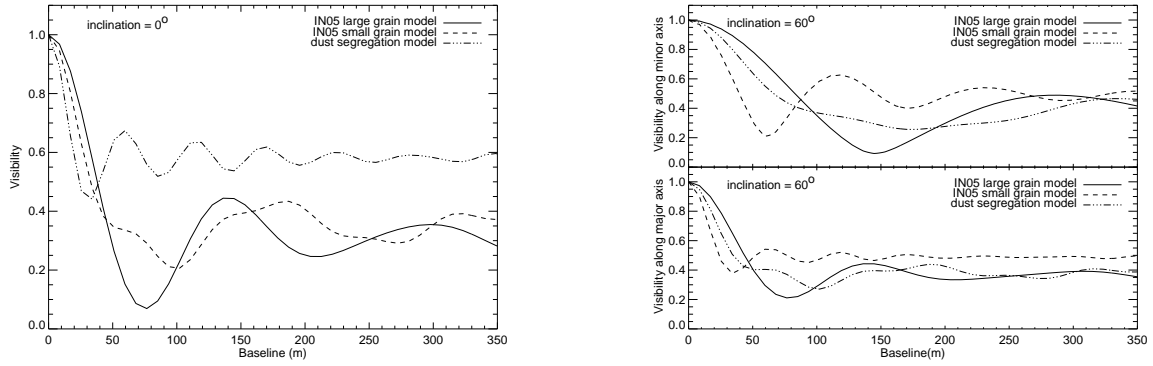 inclination = 0°
IN05 large grain model
IN05 small grain model
dust segregation model
Visibility
1.0
0.8
0.6
0.4
0.2
0.0
0 50 100 150 200 250 300 350
Baseline (m)
inclination = 60°
IN05 large grain model
IN05 small grain model
dust segregation model
Visibility along minor axis
1.0
0.8
0.6
0.4
0.2
0.0
inclination = 60°
IN05 large grain model
IN05 small grain model
dust segregation model
Visibility along major axis
1.0
0.8
0.6
0.4
0.2
0.0
0 50 100 150 200 250 300 350
Baseline(m)